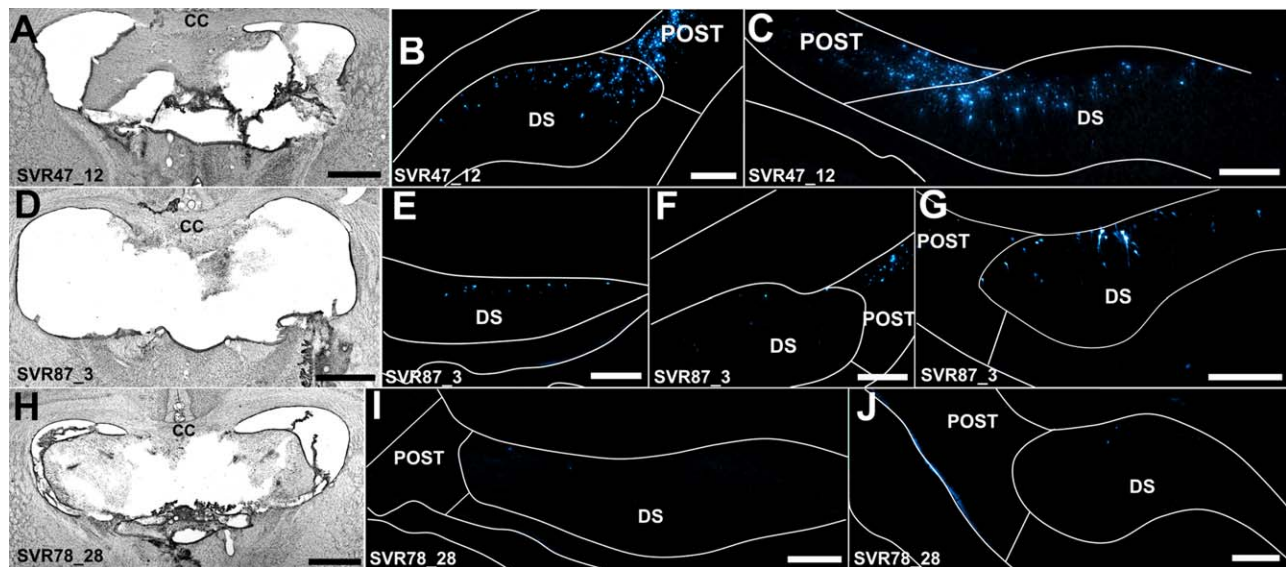 A
CC
SVR47_12
B
POST
DS
SVR47_12
C
POST
DS
SVR47_12
D
CC
SVR87_3
E
DS
SVR87_3
F
DS
POST
SVR87_3
G
POST
DS
SVR87_3
H
CC
SVR78_28
I
POST
DS
SVR78_28
J
POST
DS
SVR78_28